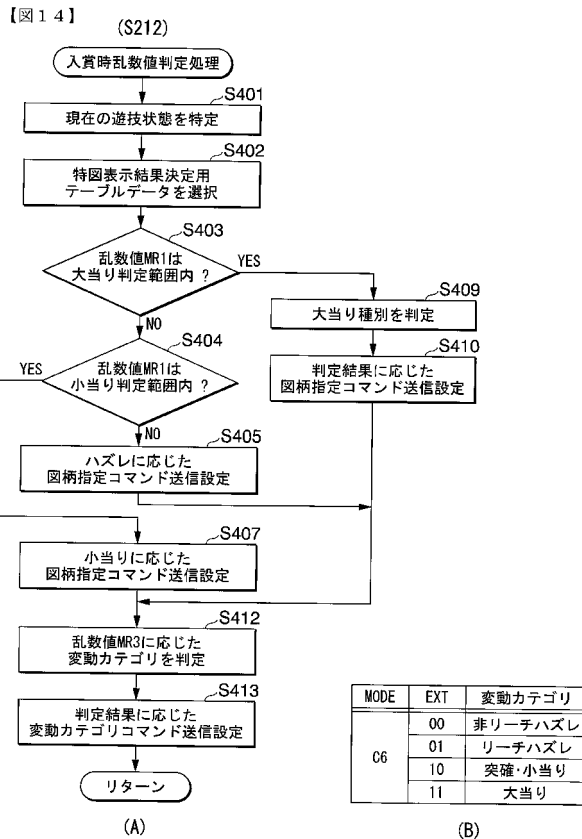 【図14】
(S212)
入賞時乱数値判定処理
S401
現在の遊技状態を特定
S402
特図表示結果決定用
テーブルデータを選択
S403
乱数値MR1は
大当り判定範囲内 ?
YES
NO
S409
大当り種別を判定
S404
YES
乱数値MR1は
小当り判定範囲内 ?
NO
S410
判定結果に応じた
図柄指定コマンド送信設定
S405
ハズレに応じた
図柄指定コマンド送信設定
S407
小当りに応じた
図柄指定コマンド送信設定
S412
乱数値MR3に応じた
変動カテゴリを判定
S413
判定結果に応じた
変動カテゴリコマンド送信設定
リターン
(A)
MODE EXT 変動カテゴリ
C6 00 非リーチハズレ
01 リーチハズレ
10 突確・小当り
11 大当り
(B)